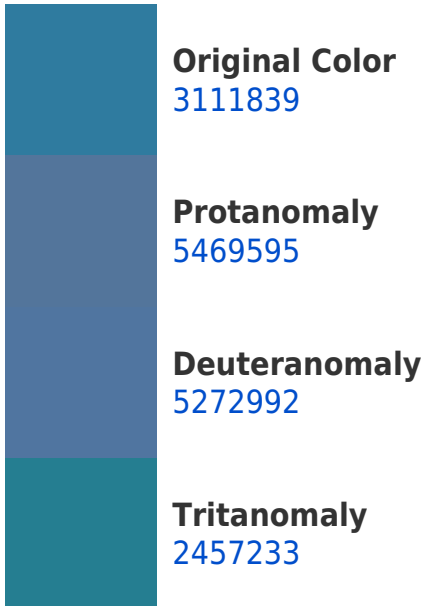 Original Color
3111839
Protanomaly
5469595
Deuteranomaly
5272992
Tritanomaly
2457233